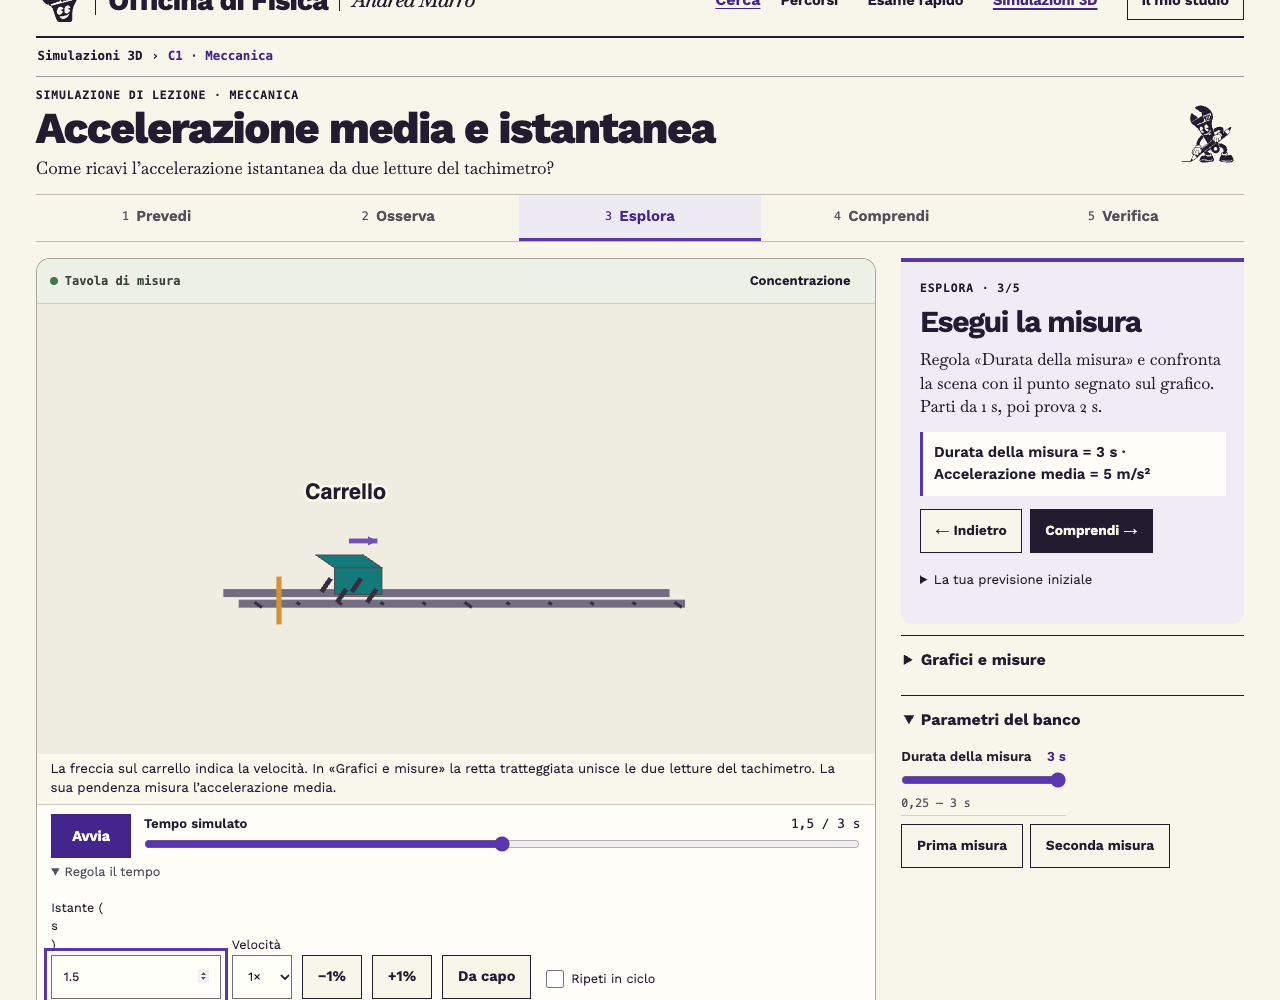 Officina di Fisica
Andrea Marro
Cerca Percorsi Esame rapido Simulazioni 3D Il mio studio
Simulazioni 3D › C1 · Meccanica
SIMULAZIONE DI LEZIONE · MECCANICA
Accelerazione media e istantanea
Come ricavi l’accelerazione istantanea da due letture del tachimetro?
1 Prevedi
2 Osserva
3 Esplora
4 Comprendi
5 Verifica
Tavola di misura
Concentrazione
Carrello
La freccia sul carrello indica la velocità. In «Grafici e misure» la retta tratteggiata unisce le due letture del tachimetro. La
sua pendenza misura l’accelerazione media.
Avvia
Tempo simulato 1,5 / 3 s
▼ Regola il tempo
Istante (
s
)
Velocità
1.5
1×
−1%
+1%
Da capo
Ripeti in ciclo
ESPLORA · 3/5
Esegui la misura
Regola «Durata della misura» e confronta
la scena con il punto segnato sul grafico.
Parti da 1 s, poi prova 2 s.
Durata della misura = 3 s ·
Accelerazione media = 5 m/s²
← Indietro
Comprendi →
▶ La tua previsione iniziale
▶ Grafici e misure
▼ Parametri del banco
Durata della misura 3 s
0,25 — 3 s
Prima misura
Seconda misura